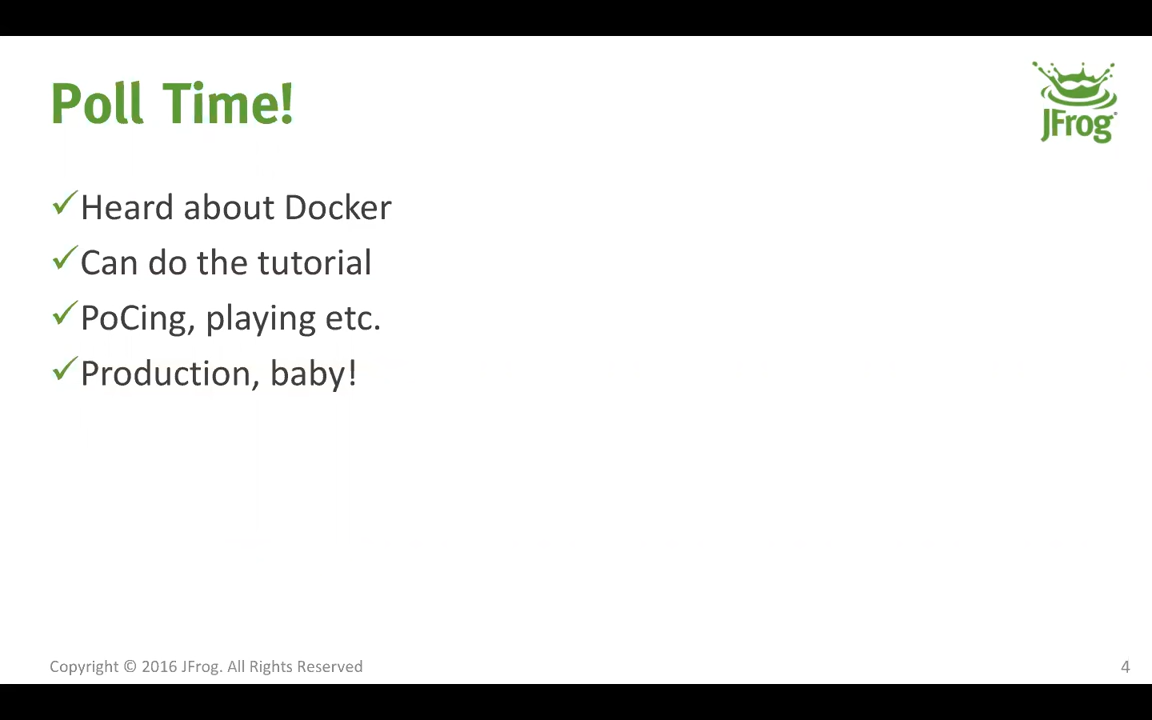 Poll Time!
JFrog
✓Heard about Docker
✓Can do the tutorial
✓PoCing, playing etc.
✓Production, baby!
Copyright © 2016 JFrog. All Rights Reserved
4